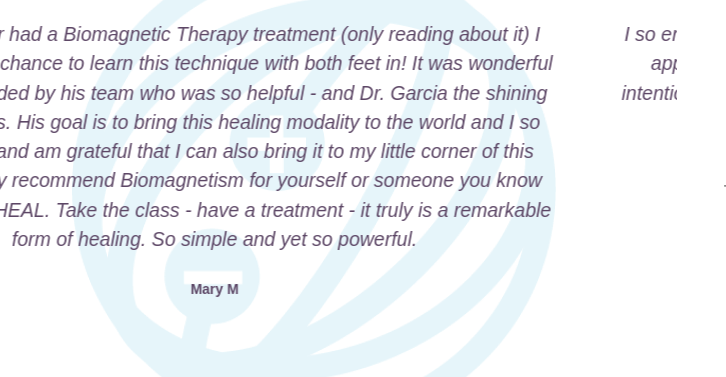 had a Biomagnetic Therapy treatment (only reading about it) I
chance to learn this technique with both feet in! It was wonderful
by his team who was so helpful - and Dr. Garcia the shining
His goal is to bring this healing modality to the world and I so
and am grateful that I can also bring it to my little corner of this
recommend Biomagnetism for yourself or someone you know
HEAL. Take the class - have a treatment - it truly is a remarkable
form of healing. So simple and yet so powerful.
Mary M
I so